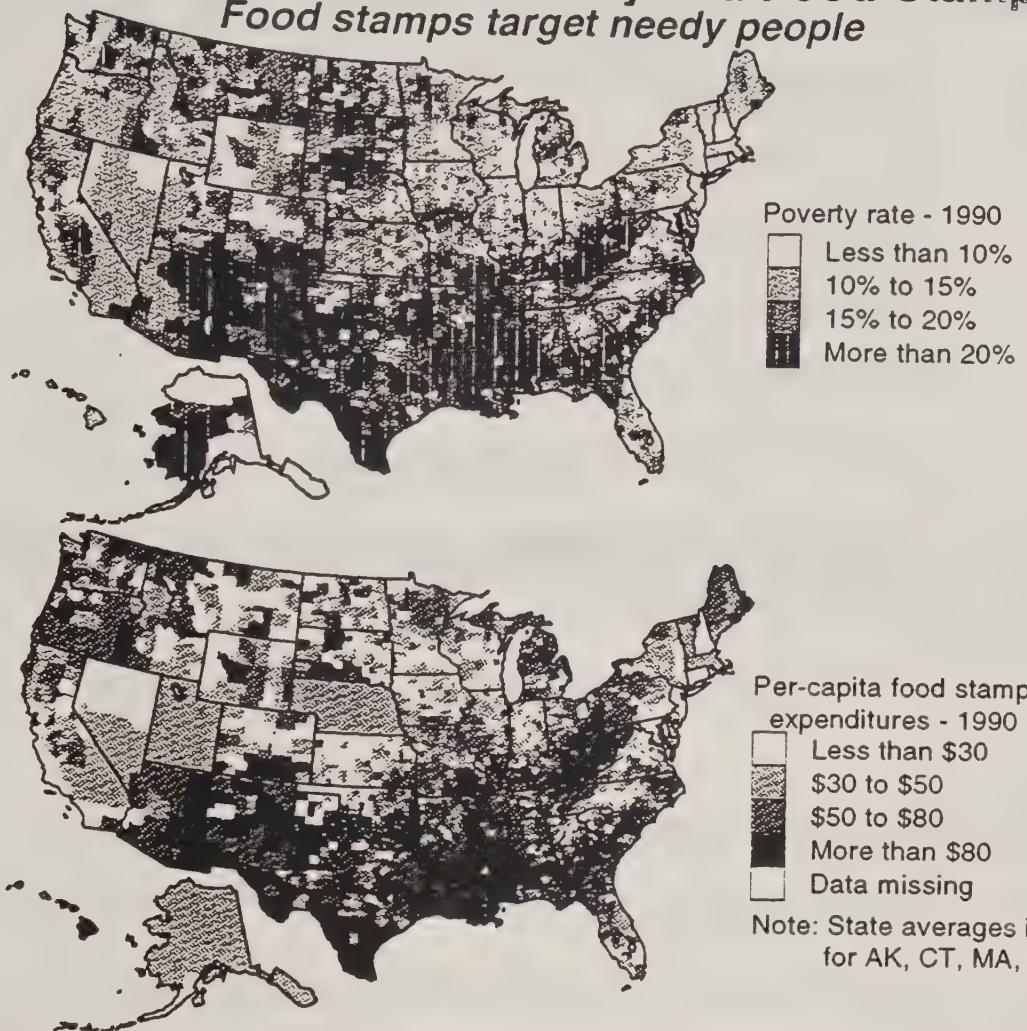 Food Stamp
Food stamps target needy people
Poverty rate - 1990
Less than 10%
10% to 15%
15% to 20%
More than 20%
Per-capita food stamp
expenditures - 1990
Less than $30
$30 to $50
$50 to $80
More than $80
Data missing
Note: State averages
for AK, CT, MA,